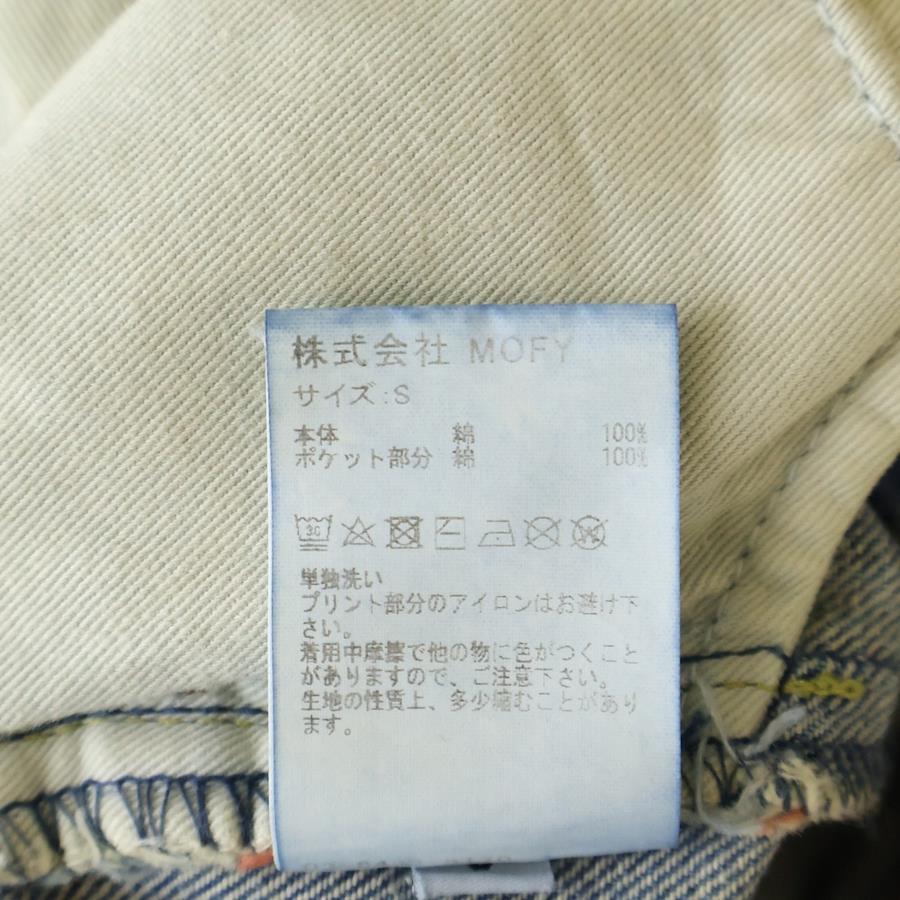 株式会社 MOFY
サイズ:S
本体 綿 100%
ポケット部分 綿 100%
30
単独洗い
プリント部分のアイロンはお避け下
さい。
着用中摩擦で他の物に色がつくこと
がありますので、ご注意下さい。
生地の性質上、多少縮むことがあり
ます。